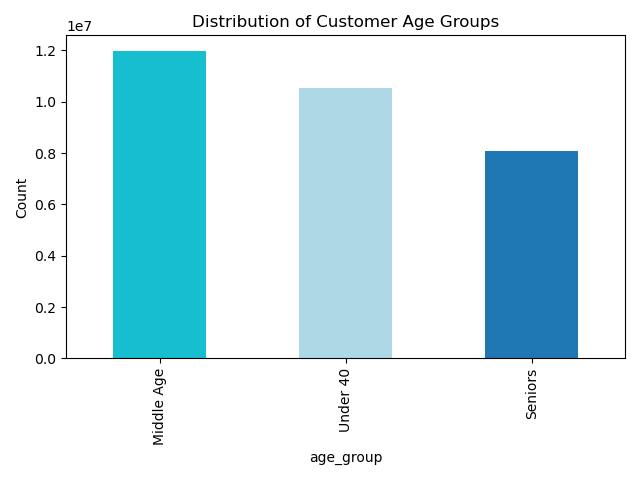 Distribution of Customer Age Groups
1e7
1.2
1.0
0.8
0.6
0.4
0.2
0.0
Count
Middle Age
Under 40
Seniors
age_group